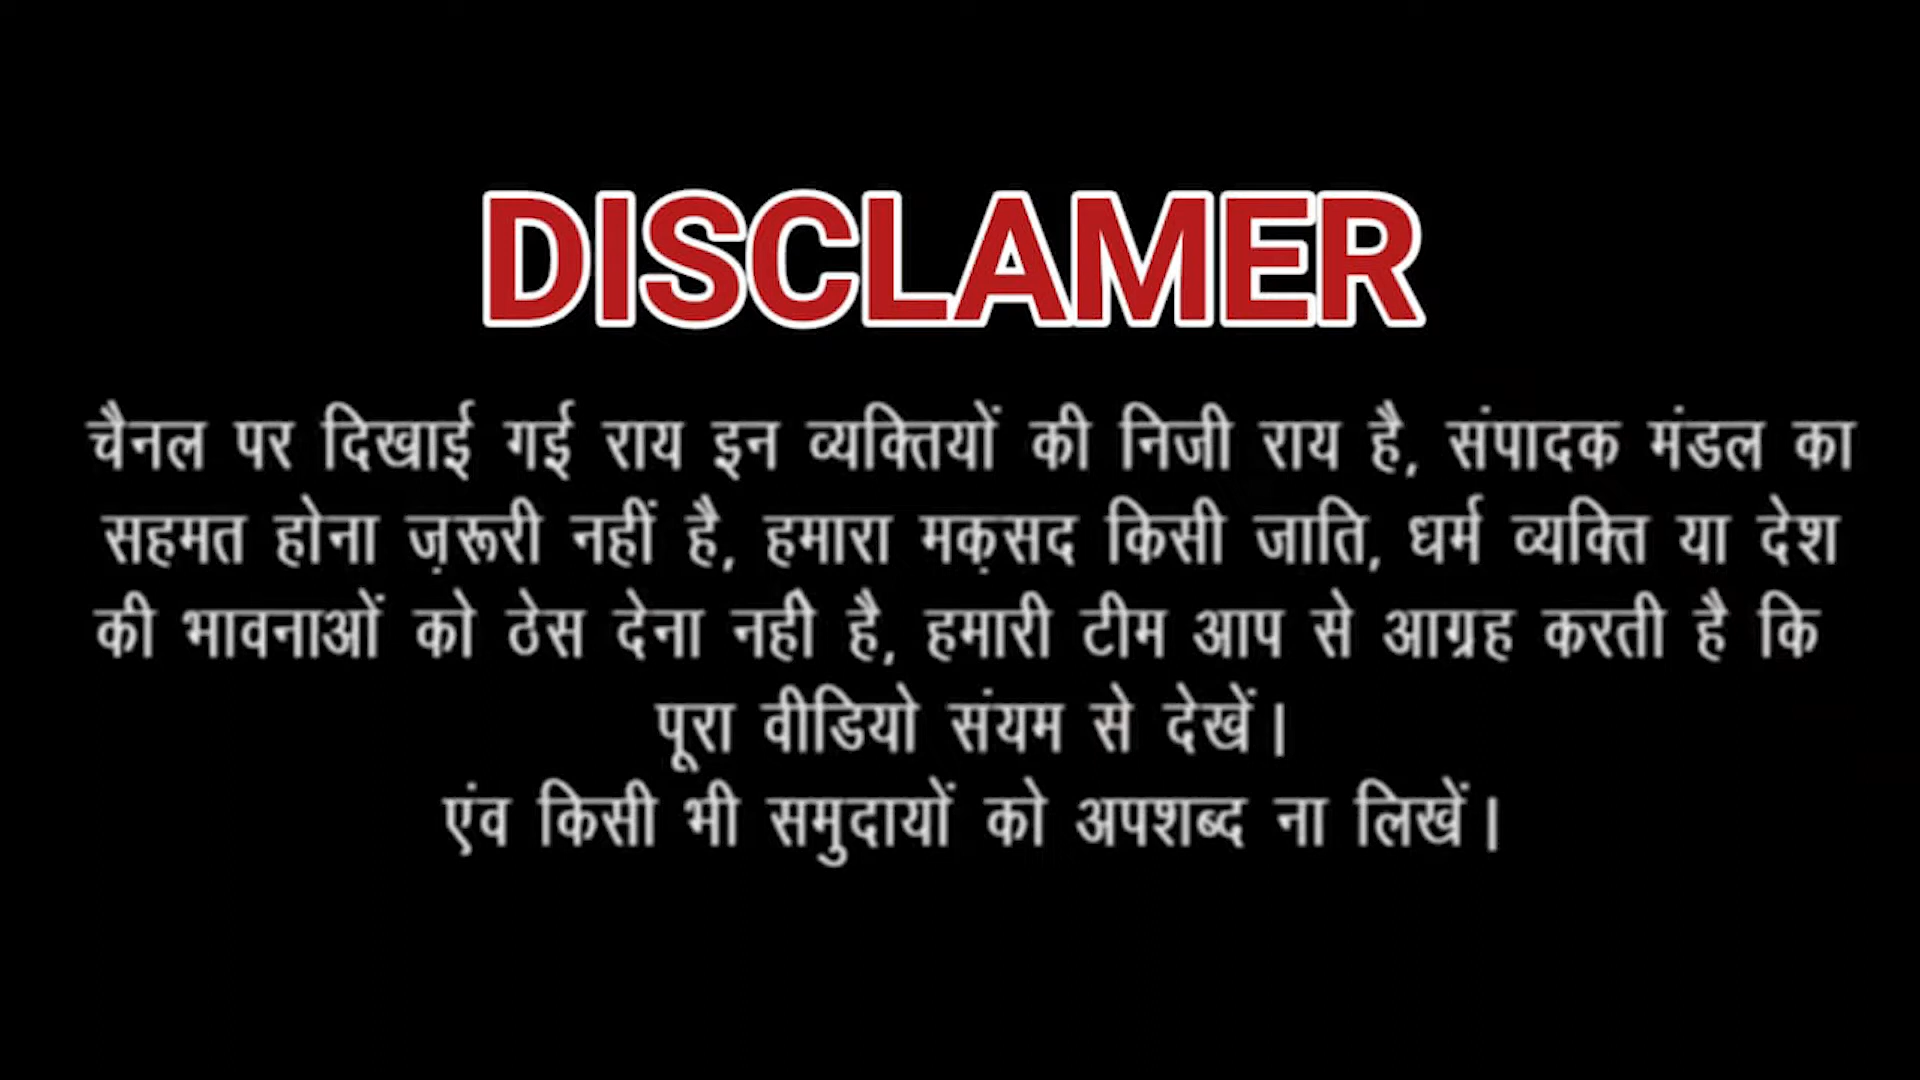 DISCLAMER
चैनल पर दिखाई गई राय इन व्यक्तियों की निजी राय है, संपादक मंडल का
सहमत होना ज़रूरी नहीं है, हमारा मक़सद किसी जाति, धर्म व्यक्ति या देश
की भावनाओं को ठेस देना नही है, हमारी टीम आप से आग्रह करती है कि
पूरा वीडियो संयम से देखें।
एंव किसी भी समुदायों को अपशब्द ना लिखें।